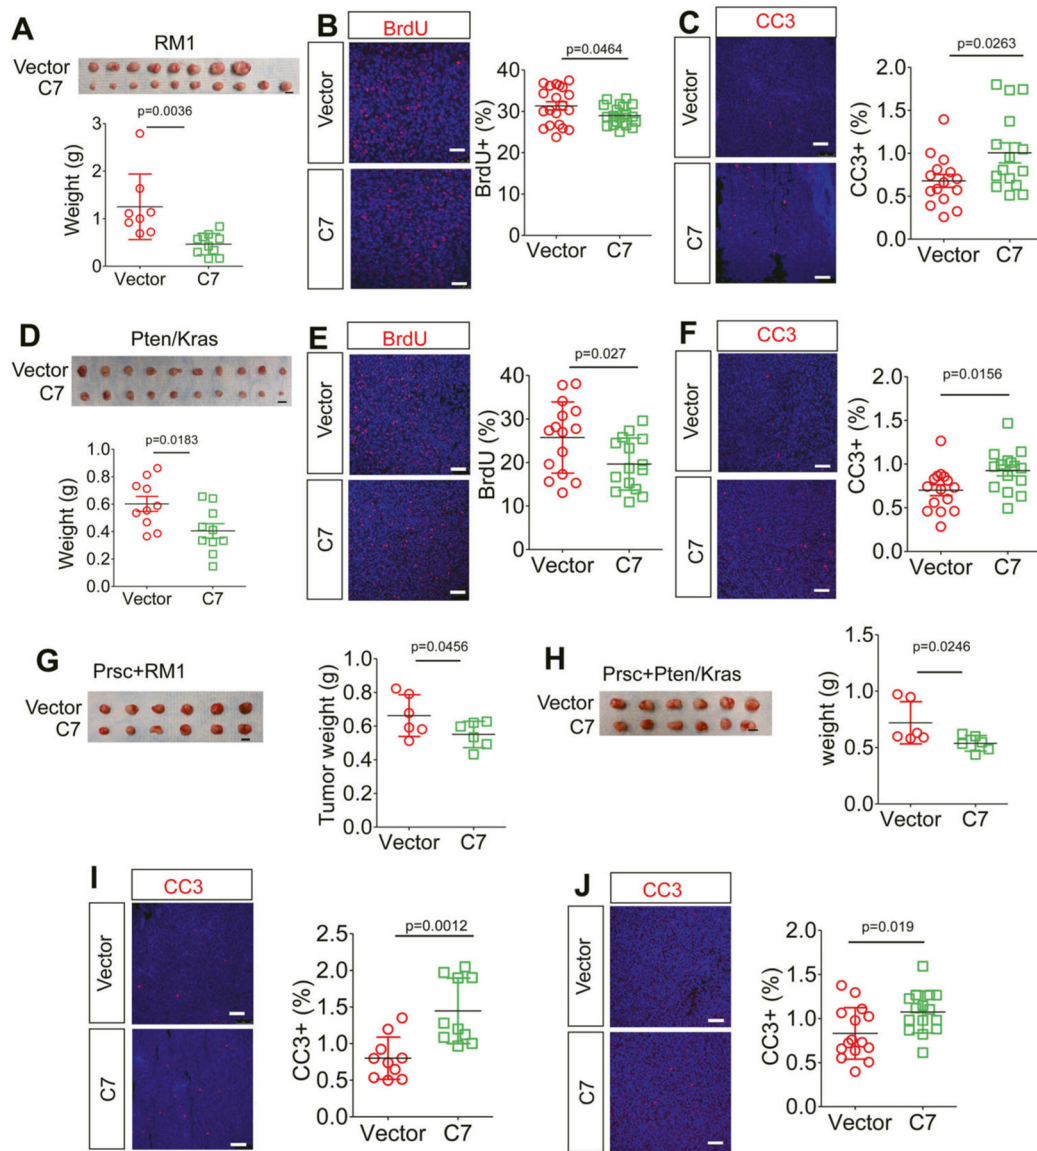 A
RM1
Vector
C7
p=0.0036
Weight (g)
3
2
1
0
Vector C7
B
BrdU
Vector
C7
p=0.0464
BrdU+ (%)
40
30
20
10
0
Vector C7
C
CC3
Vector
C7
p=0.0263
CC3+ (%)
2.0
1.5
1.0
0.5
0.0
Vector C7
D
Pten/Kras
Vector
C7
p=0.0183
Weight (g)
1.0
0.8
0.6
0.4
0.2
0.0
Vector C7
E
BrdU
Vector
C7
p=0.027
BrdU (%)
40
30
20
10
0
Vector C7
F
CC3
Vector
C7
p=0.0156
CC3+ (%)
2.0
1.5
1.0
0.5
0.0
Vector C7
G
Prsc+RM1
Vector
C7
p=0.0456
Tumor weight (g)
1.0
0.8
0.6
0.4
0.2
0.0
Vector C7
H
Prsc+Pten/Kras
Vector
C7
p=0.0246
weight (g)
1.5
1.0
0.5
0.0
Vector C7
I
CC3
Vector
C7
p=0.0012
CC3+ (%)
2.5
2.0
1.5
1.0
0.5
0.0
Vector C7
J
CC3
Vector
C7
p=0.019
CC3+ (%)
2.0
1.5
1.0
0.5
0.0
Vector C7